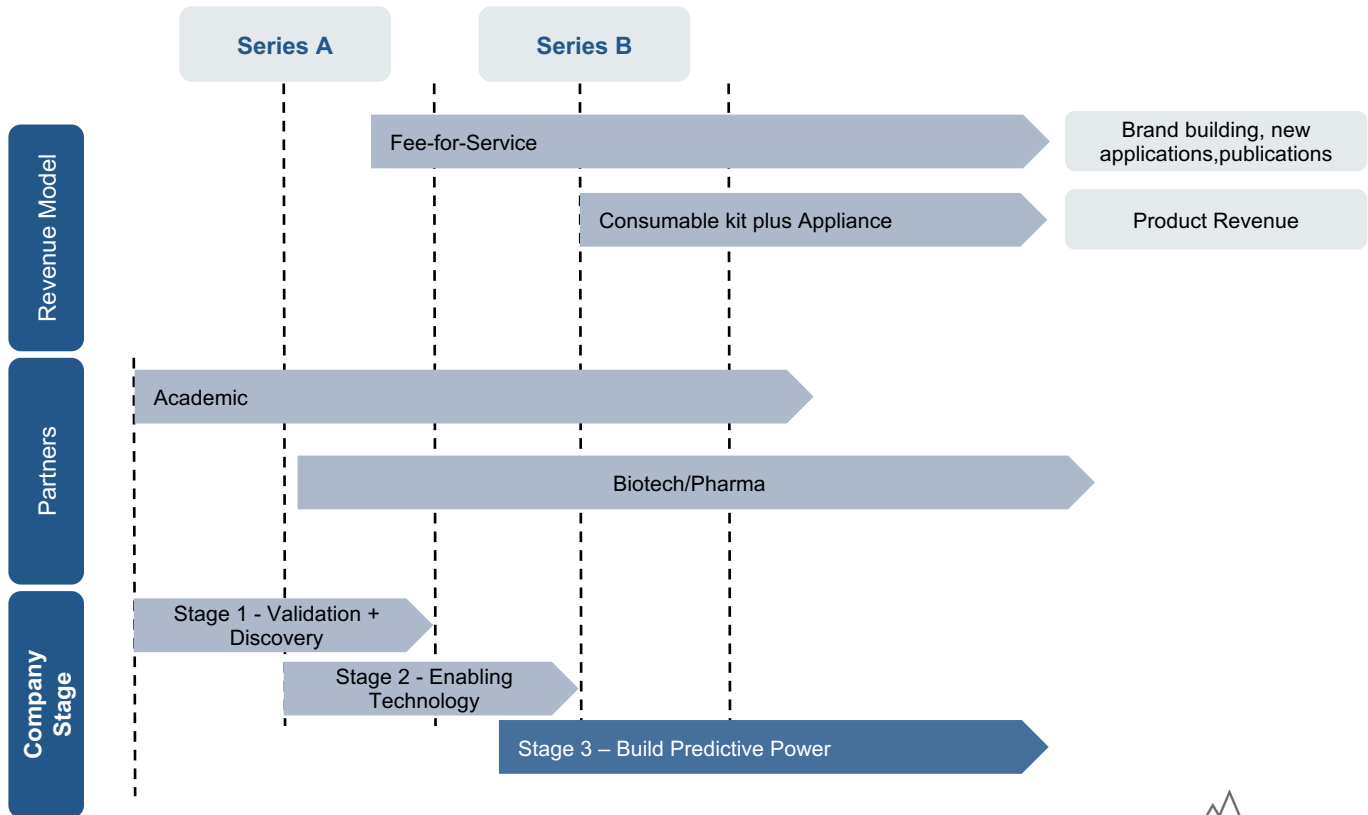 Series A
Series B
Revenue Model
Fee-for-Service
Brand building, new
applications,publications
Consumable kit plus Appliance
Product Revenue
Partners
Academic
Biotech/Pharma
Company
Stage
Stage 1 - Validation +
Discovery
Stage 2 - Enabling
Technology
Stage 3 – Build Predictive Power